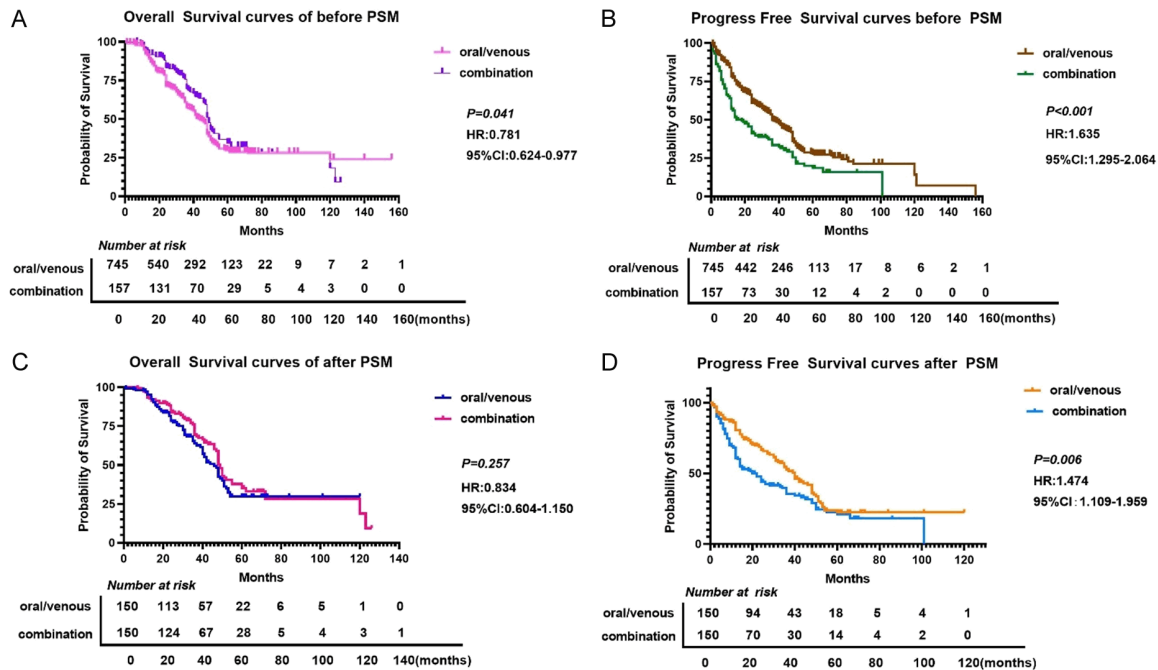 A
Overall Survival curves of before PSM
Probability of Survival
100
75
50
25
0
0 20 40 60 80 100 120 140 160
Months
oral/venous
combination
P=0.041
HR:0.781
95%CI:0.624-0.977
Number at risk
oral/venous 745 540 292 123 22 9 7 2 1
combination 157 131 70 29 5 4 3 0 0
0 20 40 60 80 100 120 140 160(months)
B
Progress Free Survival curves before PSM
Probability of Survival
100
75
50
25
0
0 20 40 60 80 100 120 140 160
Months
oral/venous
combination
P<0.001
HR:1.635
95%CI:1.295-2.064
Number at risk
oral/venous 745 442 246 113 17 8 6 2 1
combination 157 73 30 12 4 2 0 0 0
0 20 40 60 80 100 120 140 160(months)
C
Overall Survival curves of after PSM
Probability of Survival
100
75
50
25
0
0 20 40 60 80 100 120 140
Months
oral/venous
combination
P=0.257
HR:0.834
95%CI:0.604-1.150
Number at risk
oral/venous 150 113 57 22 6 5 1 0
combination 150 124 67 28 5 4 3 1
0 20 40 60 80 100 120 140(months)
D
Progress Free Survival curves after PSM
Probability of Survival
100
50
0
0 20 40 60 80 100 120
Months
oral/venous
combination
P=0.006
HR:1.474
95%CI:1.109-1.959
Number at risk
oral/venous 150 94 43 18 5 4 1
combination 150 70 30 14 4 2 0
0 20 40 60 80 100 120(months)